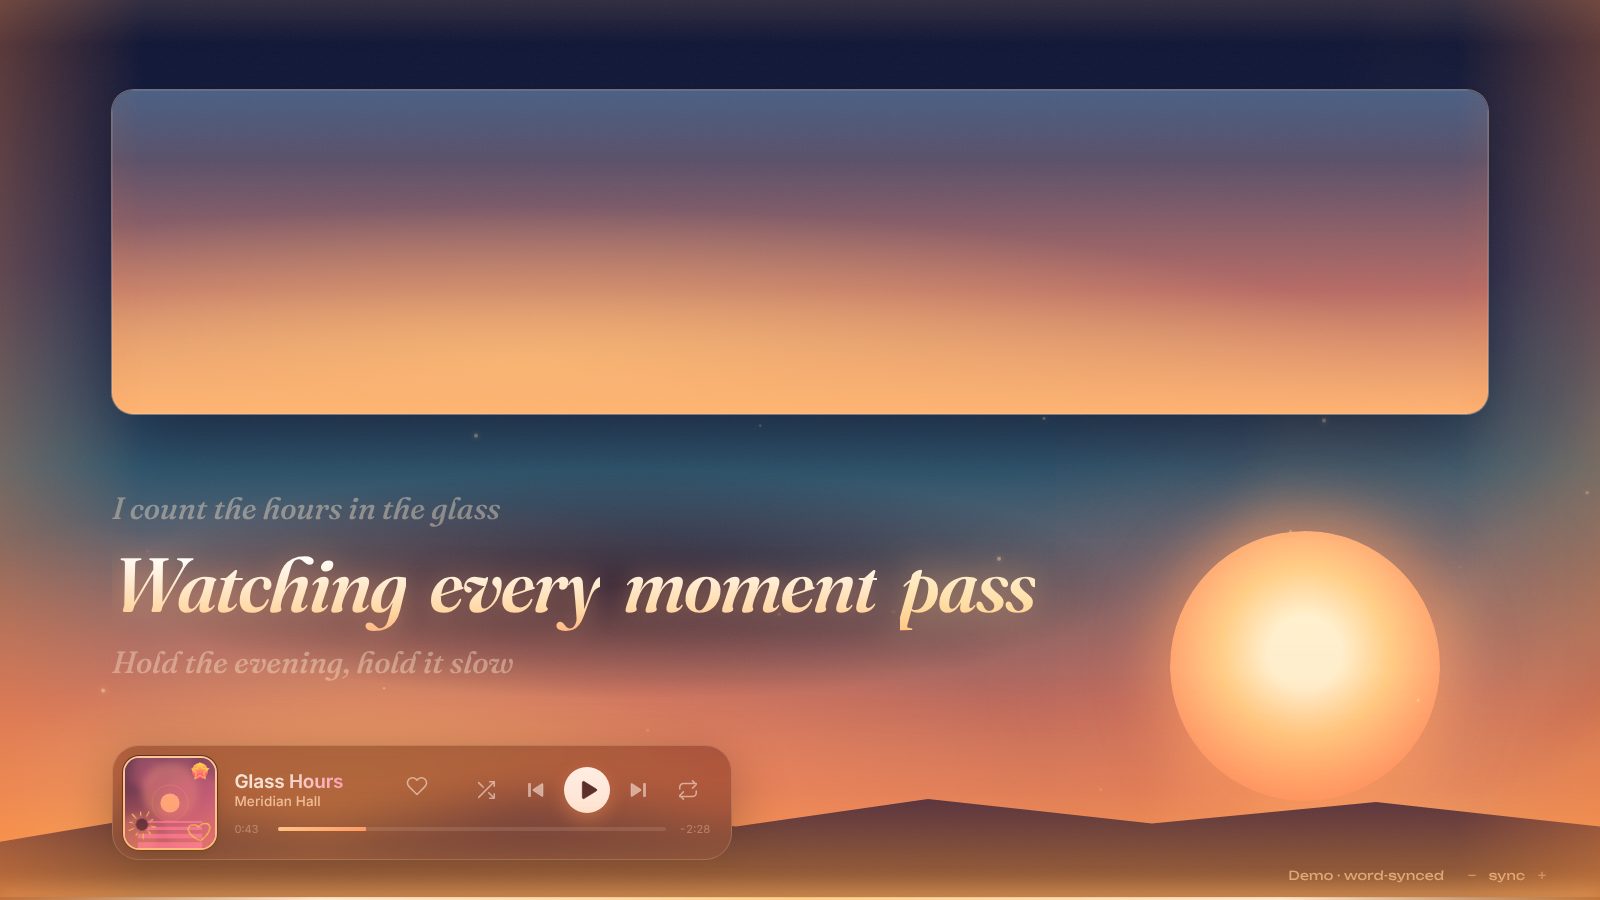 I count the hours in the glass
Watching every moment pass
Hold the evening, hold it slow
Glass Hours
Meridian Hall
0:43
-2:28
Demo · word-synced − sync +